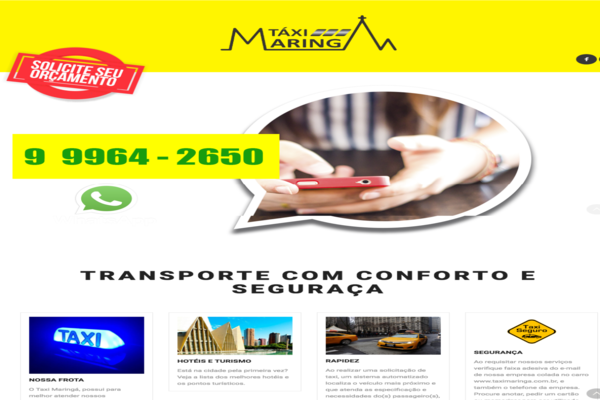 TÁXI
MARINGÁ
SOLICITE SEU
ORÇAMENTO
f
9 9964 - 2650
TRANSPORTE COM CONFORTO E
SEGURAÇA
TAXI
NOSSA FROTA
O Taxi Maringá, possui para
melhor atender nossos
HOTÉIS E TURISMO
Está na cidade pela primeira vez?
Veja a lista dos melhores hotéis e
os pontos turísticos.
RAPIDEZ
Ao realizar uma solicitação de
taxi, um sistema automatizado
localiza o veículo mais próximo e
que atenda as especificação e
necessidades do(s) passageiro(s),
Taxi
Seguro
SEGURANÇA
Ao requisitar nossos serviços
verifique faixa adesiva do e-mail
de nossa empresa colada no carro
www.taximaringa.com.br, e
também o telefone da empresa.
Procure anotar, pedir um cartão